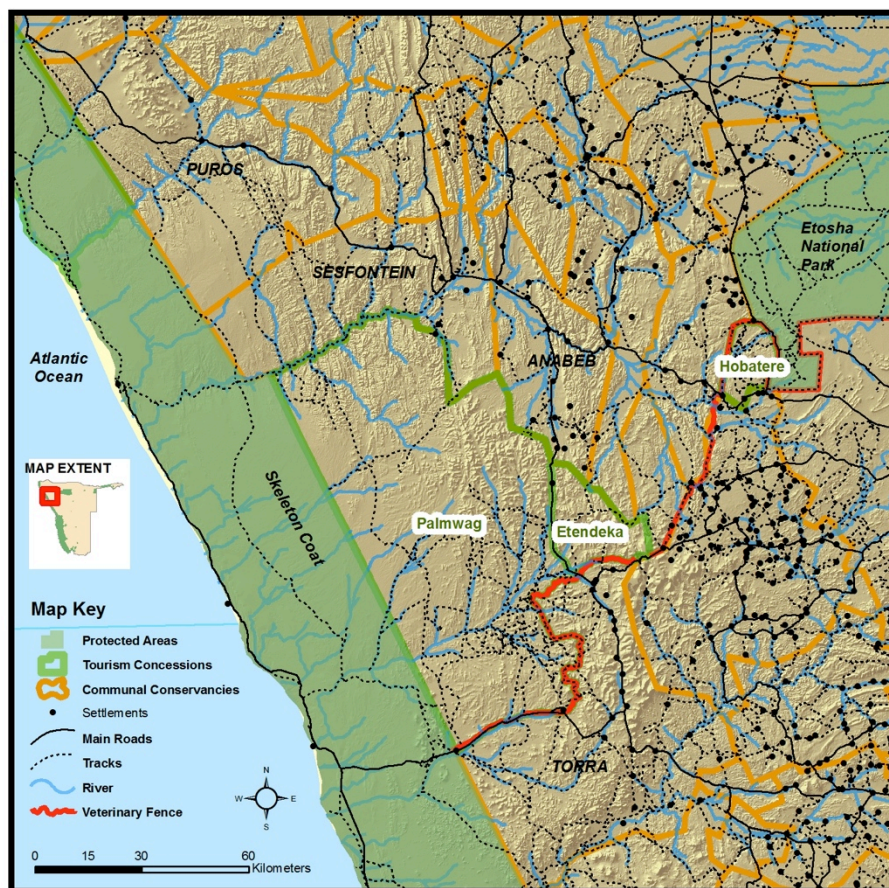 PUROS
Etosha
National
Park
SESFONTEIN
Atlantic
Ocean
ANABEB
Hobatere
MAP EXTENT
Skeleton Coat
Palmwag
Etendeka
Map Key
Protected Areas
Tourism Concessions
Communal Conservancies
Settlements
Main Roads
Tracks
River
Veterinary Fence
TORRA
N
W
E
S
0
15
30
60
Kilometers